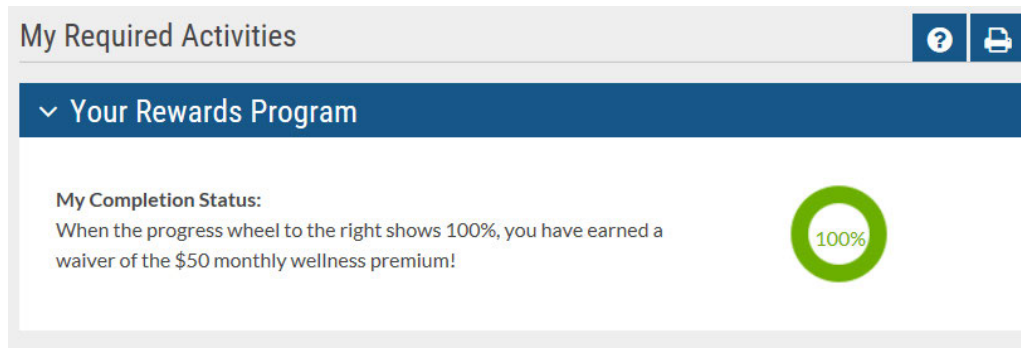 My Required Activities
Your Rewards Program
My Completion Status:
When the progress wheel to the right shows 100%, you have earned a
waiver of the $50 monthly wellness premium!
100%